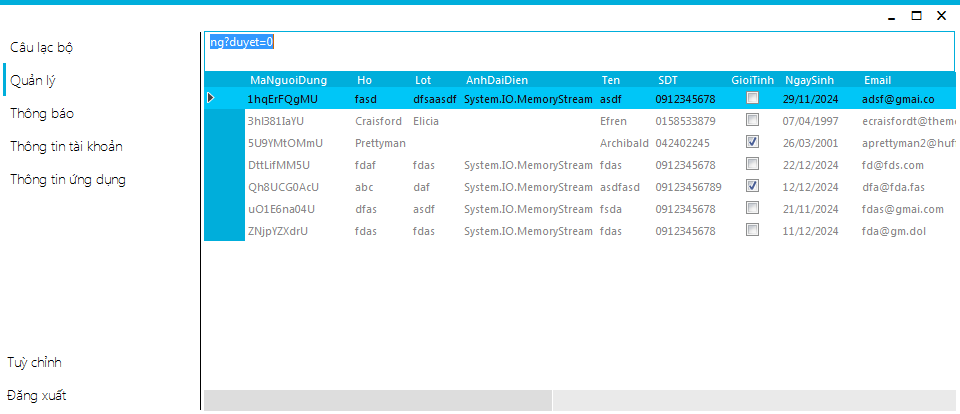 Câu lạc bộ
Quản lý
Thông báo
Thông tin tài khoản
Thông tin ứng dụng
Tuỳ chỉnh
Đăng xuất
ng?duyet=0
MaNguoiDung Ho Lot AnhDaiDien Ten SDT GioiTinh NgaySinh Email
1hqErFQgMU fasd dfsaasdf System.IO.MemoryStream asdf 0912345678 29/11/2024 adsf@gmai.co
3hI381IaYU Craisford Elicia Efren 0158533879 07/04/1997 ecraisfordt@theme
5U9YMtOMmU Prettyman Archibald 042402245 26/03/2001 aprettyman2@huff
DttLifMM5U fdaf fdas System.IO.MemoryStream fdas 0912345678 22/12/2024 fd@fds.com
Qh8UCG0AcU abc daf System.IO.MemoryStream asdfasd 09123456789 12/12/2024 dfa@fda.fas
uO1E6na04U dfas asdf System.IO.MemoryStream fsda 0912345678 21/11/2024 fdas@gmai.com
ZNjpYZXdrU fdas fdas System.IO.MemoryStream fdas 0912345678 11/12/2024 fda@gm.dol